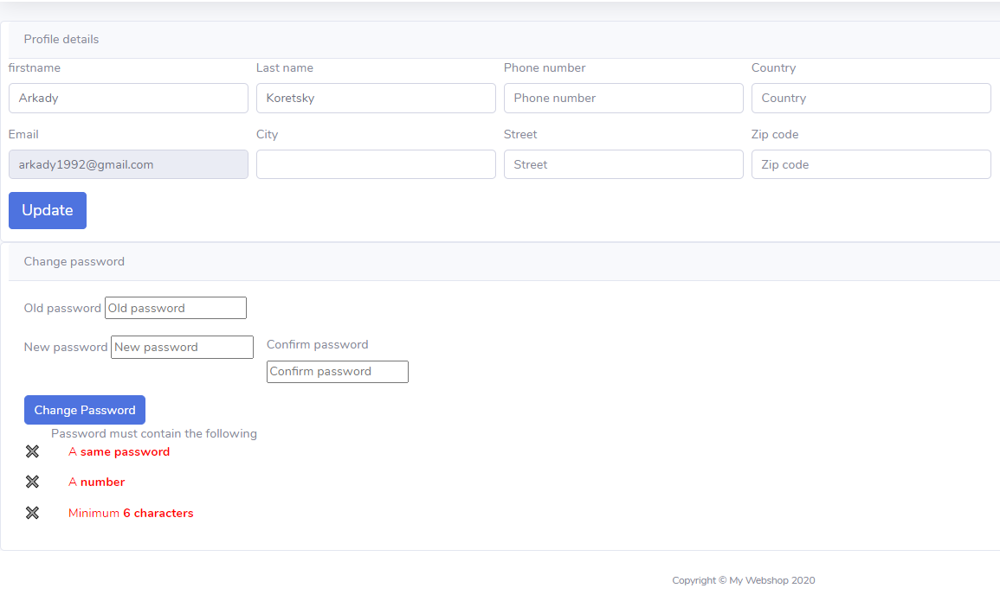 Profile details
firstname Last name Phone number Country
Arkady Koretsky Phone number Country
Email City Street Zip code
arkady1992@gmail.com Street Zip code
Update
Change password
Old password Old password
New password New password Confirm password
Confirm password
Change Password
Password must contain the following
A same password
A number
Minimum 6 characters
Copyright © My Webshop 2020